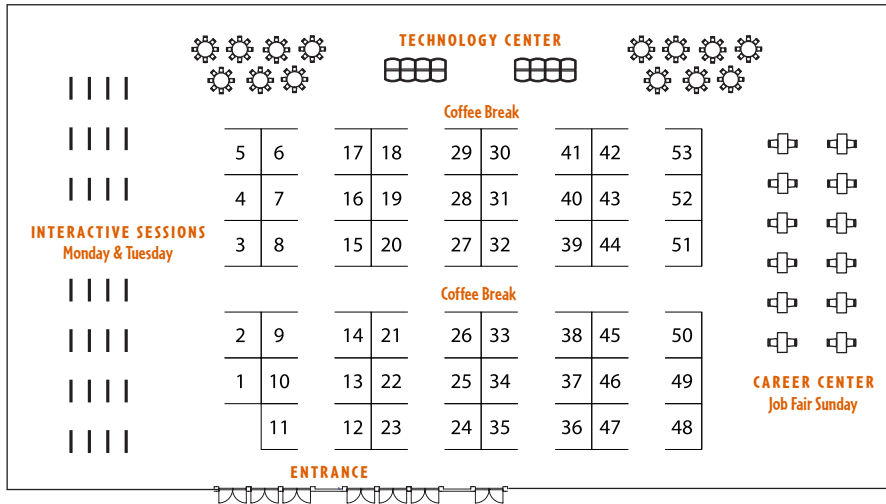 TECHNOLOGY CENTER
Coffee Break
5 6 17 18 29 30 41 42 53
4 7 16 19 28 31 40 43 52
INTERACTIVE SESSIONS
Monday & Tuesday
3 8 15 20 27 32 39 44 51
Coffee Break
2 9 14 21 26 33 38 45 50
1 10 13 22 25 34 37 46 49
CAREER CENTER
Job Fair Sunday
11 12 23 24 35 36 47 48
ENTRANCE